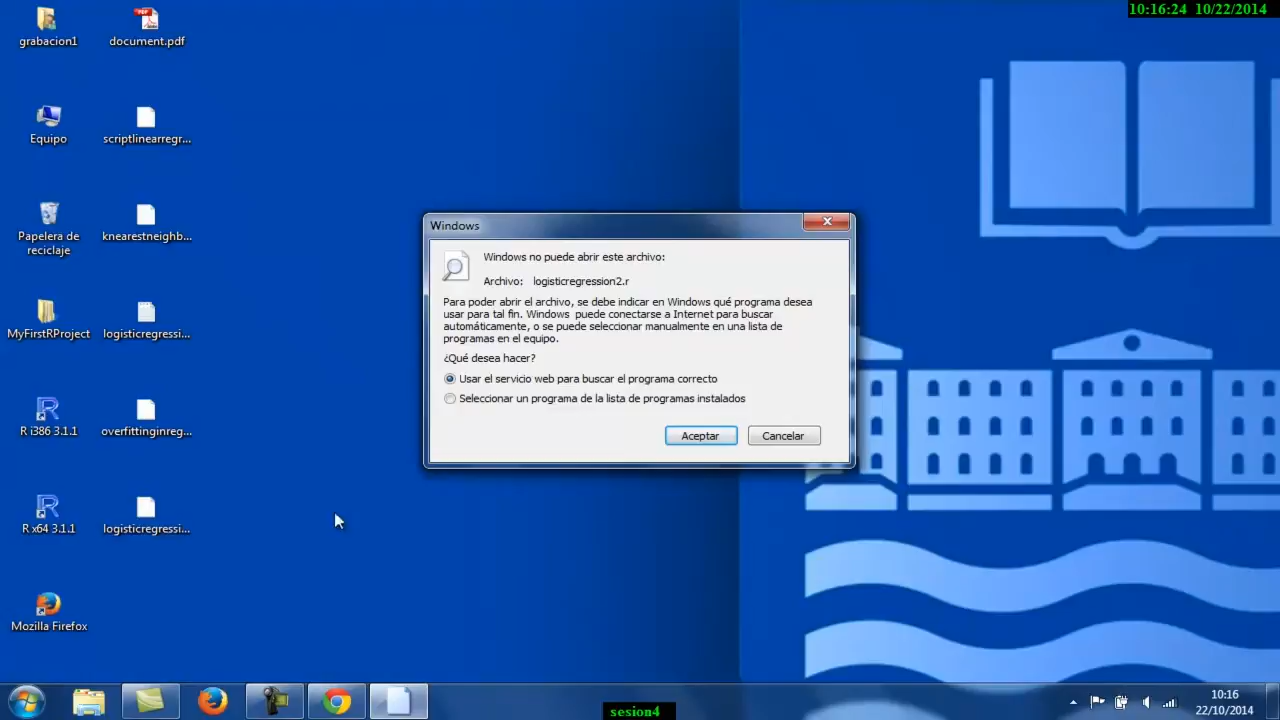 10:16:24 10/22/2014
grabacion1
document.pdf
Equipo
scriptlinearregr...
Papelera de
reciclaje
knearestneighb...
MyFirstRProject
logisticregressi...
R i386 3.1.1
overfittinginreg...
R x64 3.1.1
logisticregressi...
Mozilla Firefox
Windows
Windows no puede abrir este archivo:
Archivo: logisticregression2.r
Para poder abrir el archivo, se debe indicar en Windows qué programa desea
usar para tal fin. Windows puede conectarse a Internet para buscar
automáticamente, o se puede seleccionar manualmente en una lista de
programas en el equipo.
¿Qué desea hacer?
Usar el servicio web para buscar el programa correcto
Seleccionar un programa de la lista de programas instalados
Aceptar
Cancelar
sesion4
10:16
22/10/2014